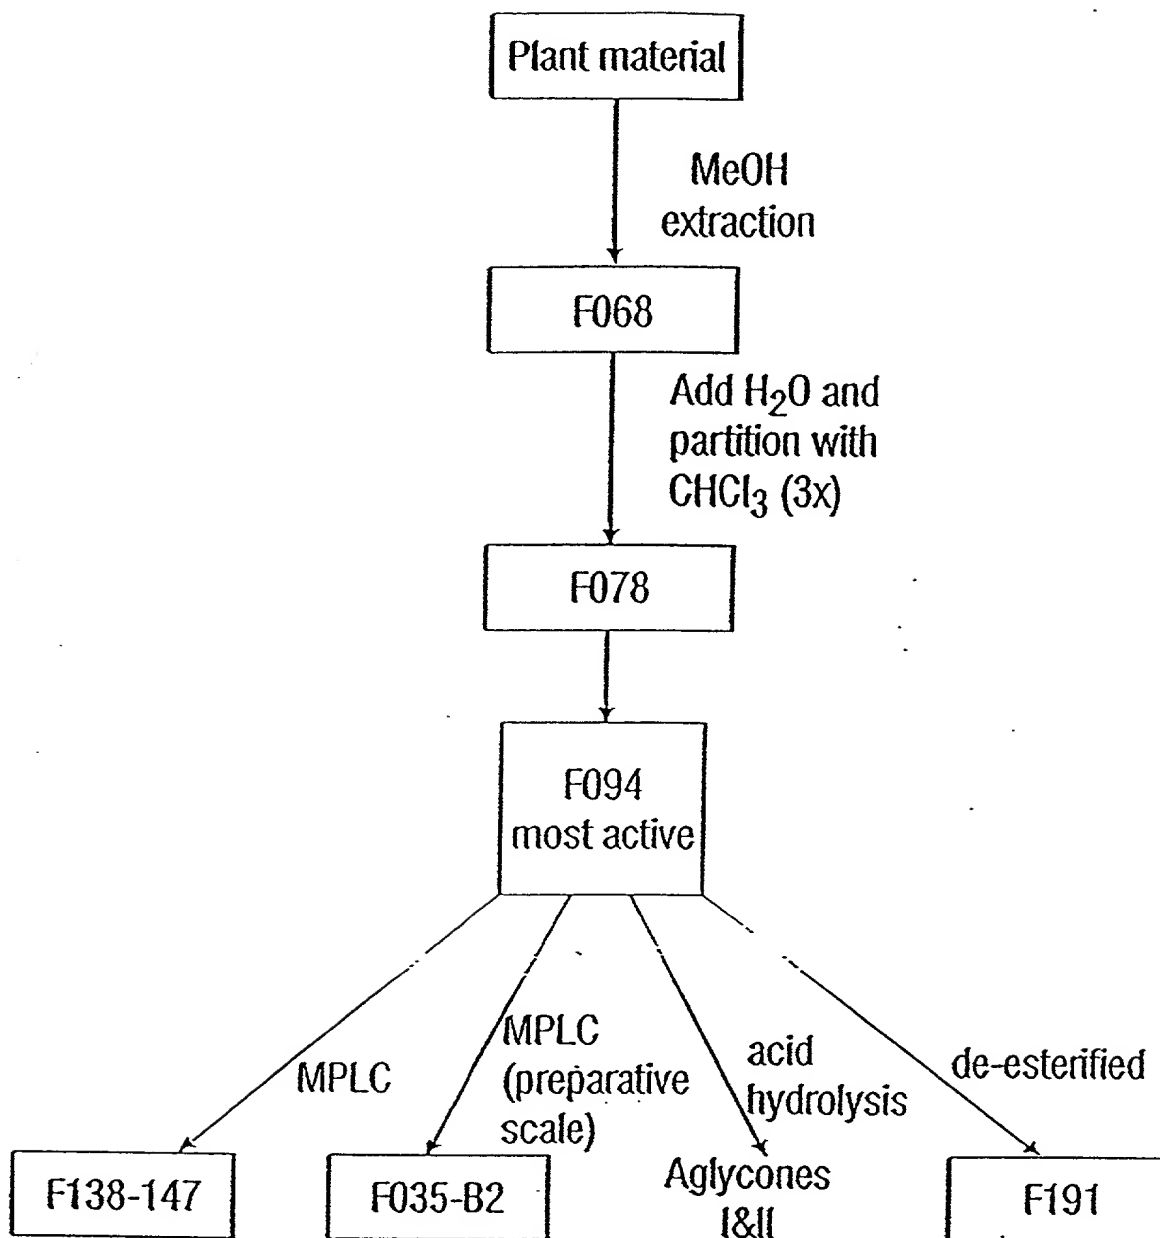 Plant material
MeOH
extraction
F068
Add H₂O and
partition with
CHCl₃ (3x)
F078
F094
most active
MPLC
MPLC
(preparative
scale)
acid
hydrolysis
de-esterified
F138-147
F035-B2
Aglycones
I&II
F191